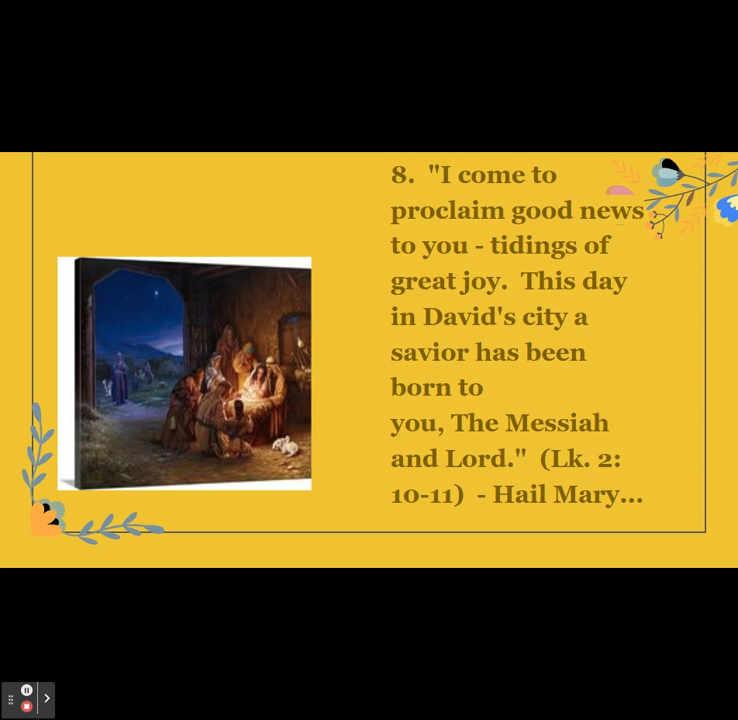 8.  "I come to
proclaim good news
to you - tidings of
great joy.  This day
in David's city a
savior has been
born to
you, The Messiah
and Lord."  (Lk. 2:
10-11)  - Hail Mary...